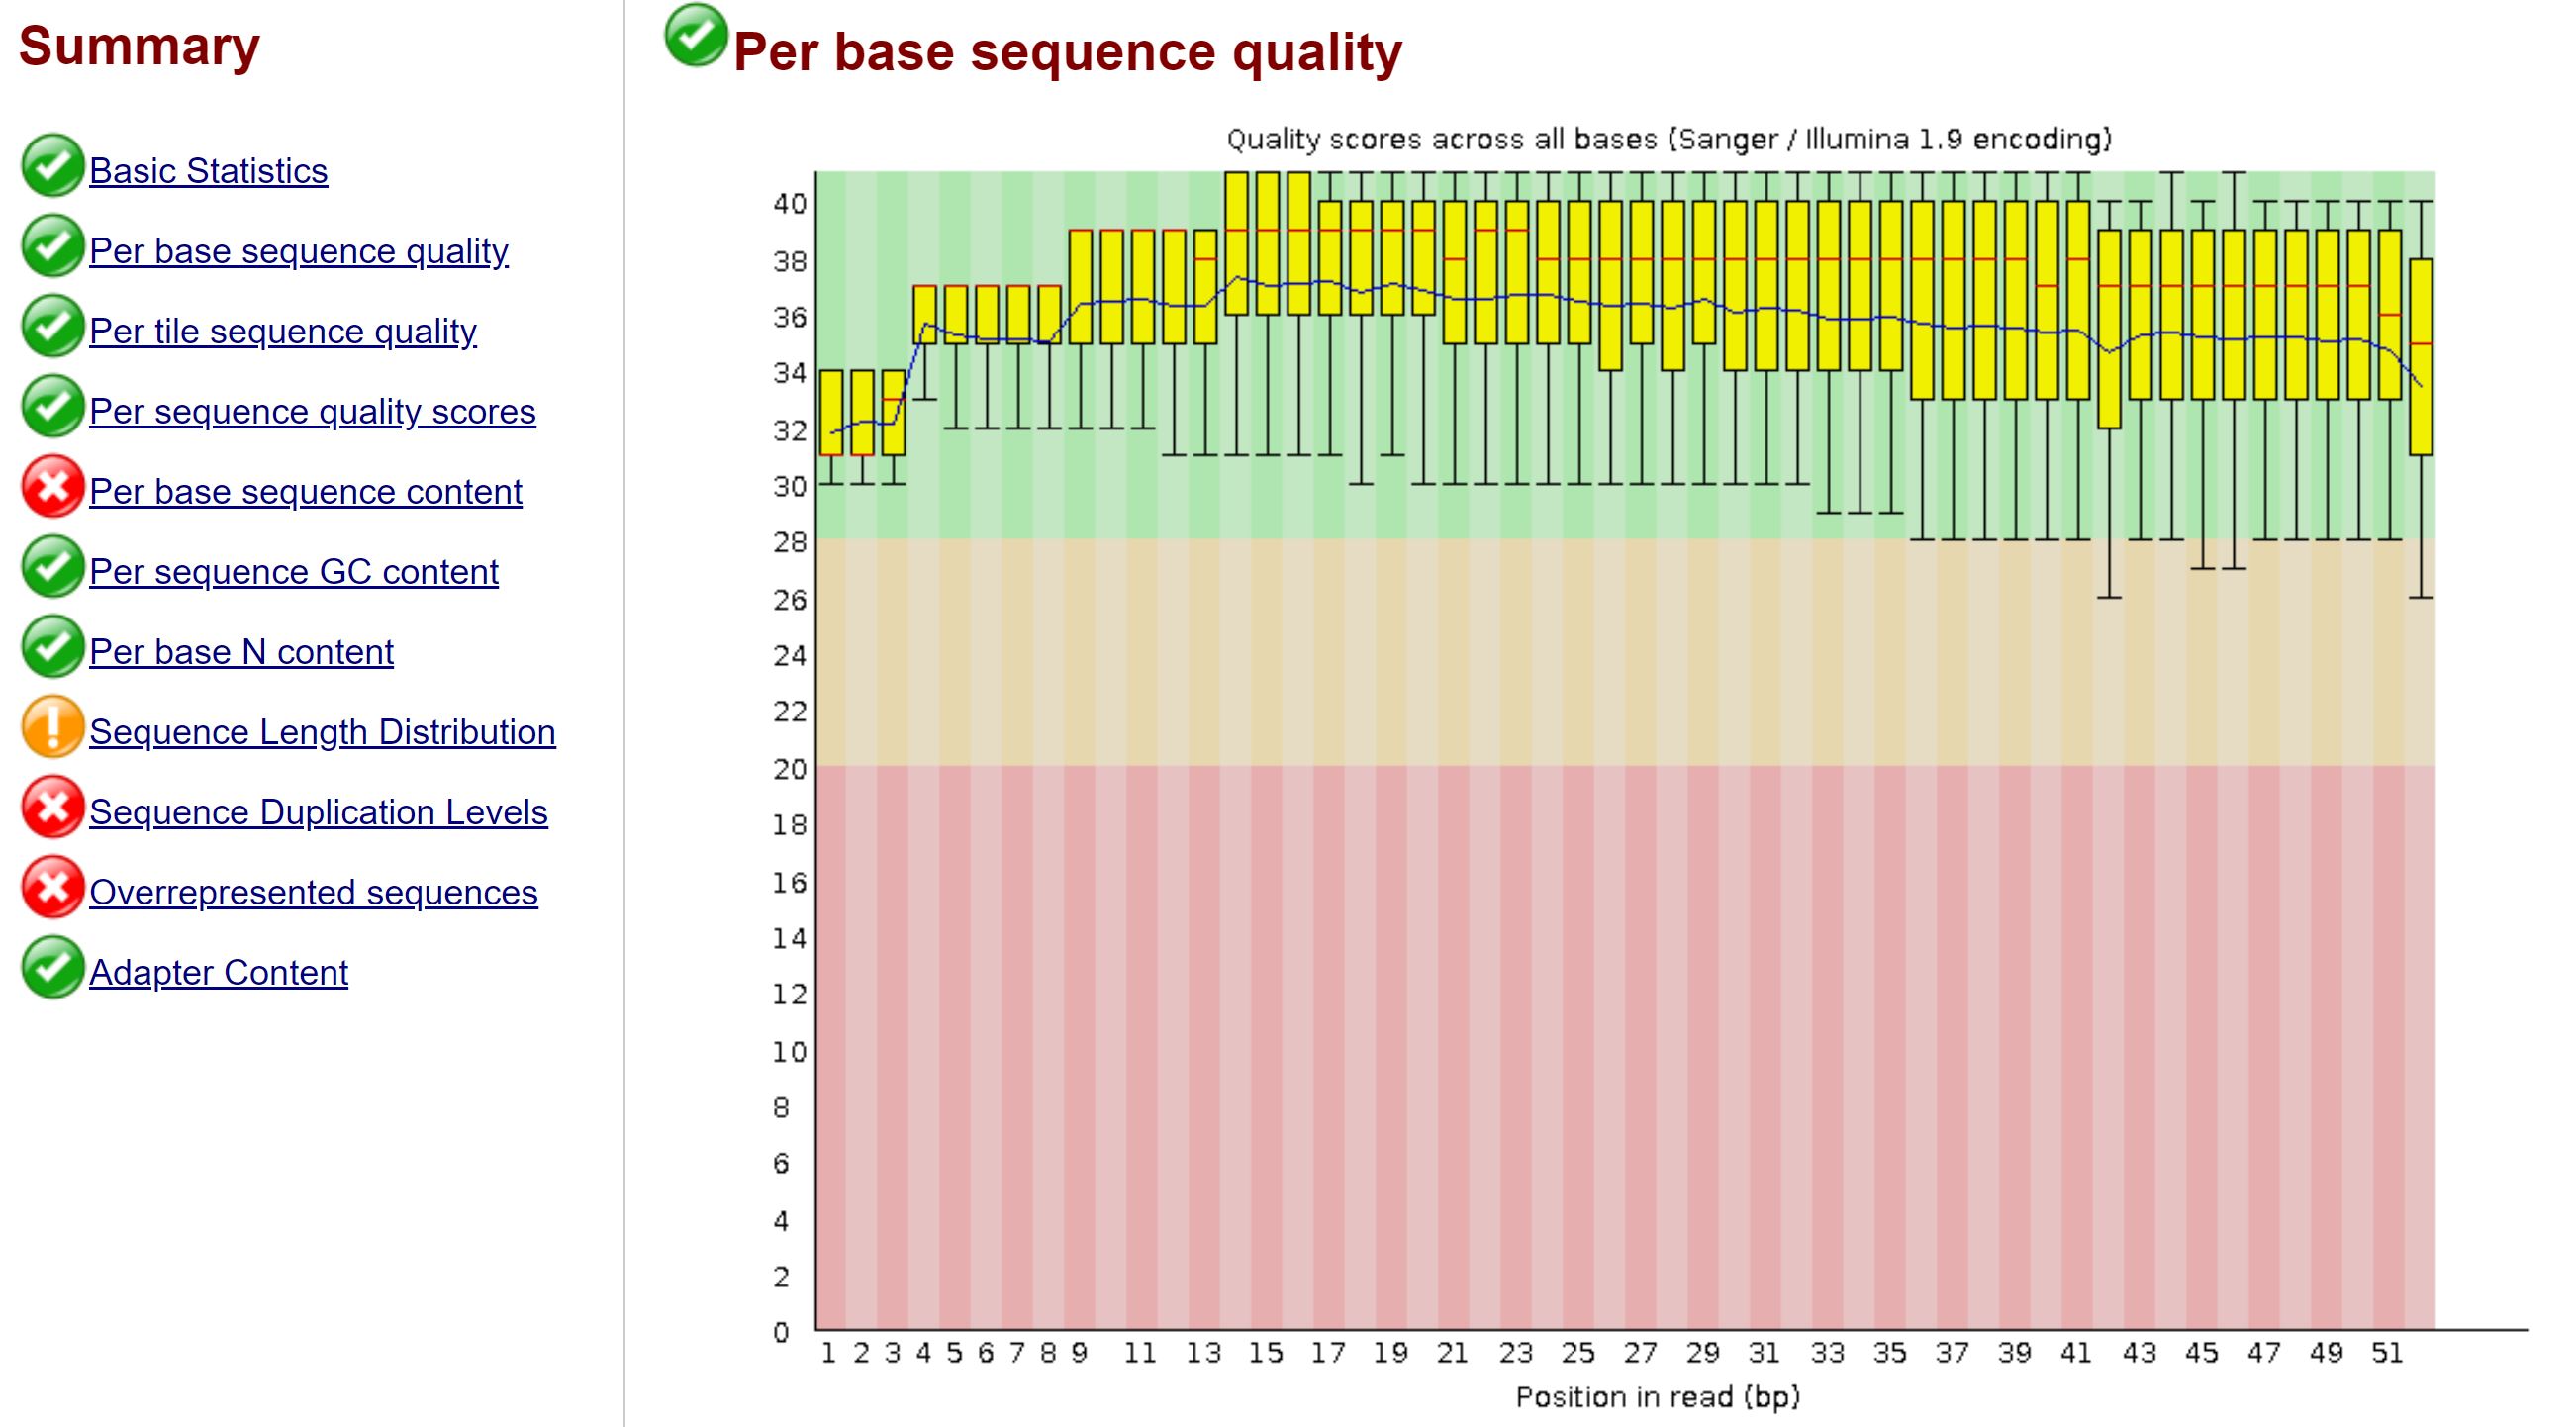 Summary
Basic Statistics
Per base sequence quality
Per tile sequence quality
Per sequence quality scores
Per base sequence content
Per sequence GC content
Per base N content
Sequence Length Distribution
Sequence Duplication Levels
Overrepresented sequences
Adapter Content
Per base sequence quality
Quality scores across all bases (Sanger / Illumina 1.9 encoding)
40
38
36
34
32
30
28
26
24
22
20
18
16
14
12
10
8
6
4
2
0
1 2 3 4 5 6 7 8 9 11 13 15 17 19 21 23 25 27 29 31 33 35 37 39 41 43 45 47 49 51
Position in read (bp)